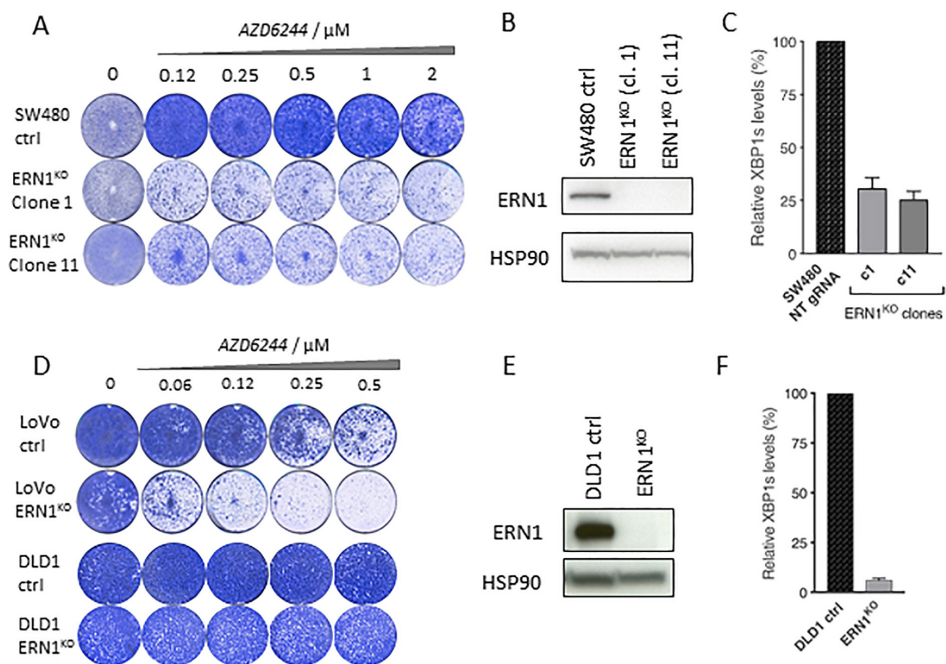 A
AZD6244 / μM
0 0.12 0.25 0.5 1 2
SW480
ctrl
ERN1KO
Clone 1
ERN1KO
Clone 11
B
SW480 ctrl
ERN1KO (cl. 1)
ERN1KO (cl. 11)
ERN1
HSP90
C
Relative XBP1s levels (%)
100
75
50
25
0
SW480
NT gRNA
c1
c11
ERN1KO clones
D
AZD6244 / μM
0 0.06 0.12 0.25 0.5
LoVo
ctrl
LoVo
ERN1KO
DLD1
ctrl
DLD1
ERN1KO
E
DLD1 ctrl
ERN1KO
ERN1
HSP90
F
Relative XBP1s levels (%)
100
75
50
25
0
DLD1 ctrl
ERN1KO